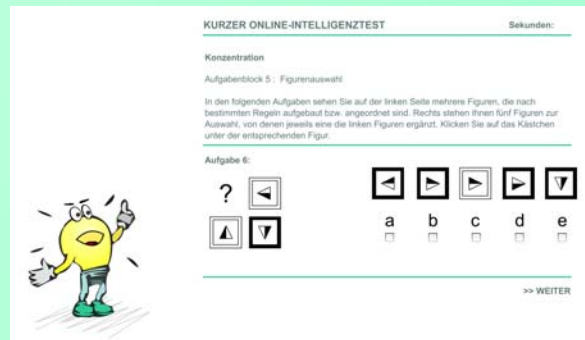 KURZER ONLINE-INTELLIGENZTEST
Sekunden:
Konzentration
Aufgabenblock 5 : Figurenauswahl
In den folgenden Aufgaben sehen Sie auf der linken Seite mehrere Figuren, die nach
bestimmten Regeln aufgebaut bzw. angeordnet sind. Rechts stehen Ihnen fünf Figuren zur
Auswahl, von denen jeweils eine die linken Figuren ergänzt. Klicken Sie auf das Kästchen
unter der entsprechenden Figur.
Aufgabe 6:
?
a b c d e
>> WEITER